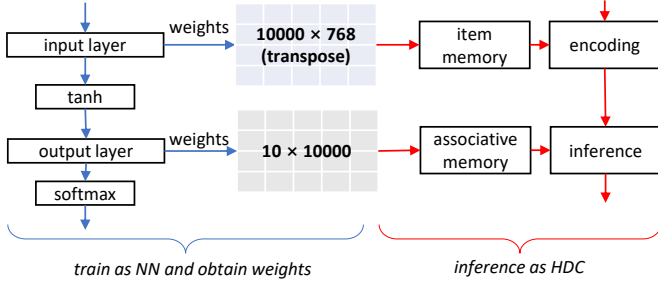 input layer
weights
10000 × 768
(transpose)
item
memory
encoding
tanh
output layer
weights
10 × 10000
associative
memory
inference
softmax
train as NN and obtain weights
inference as HDC